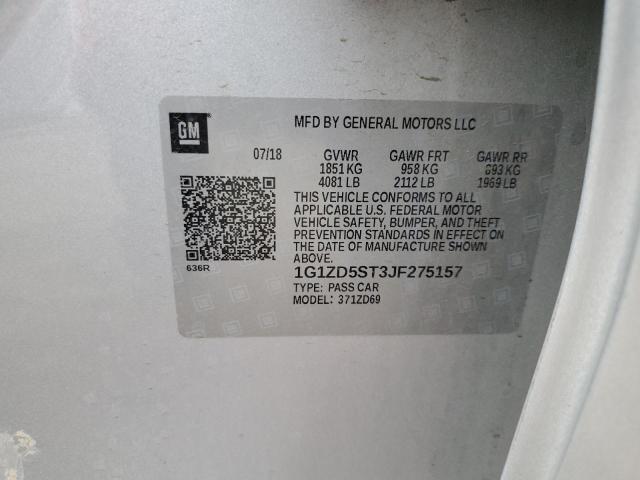 GM
MFD BY GENERAL MOTORS LLC
07/18 GVWR GAWR FRT GAWR RR
1851 KG 958 KG 893 KG
4081 LB 2112 LB 1969 LB
THIS VEHICLE CONFORMS TO ALL
APPLICABLE U.S. FEDERAL MOTOR
VEHICLE SAFETY, BUMPER, AND THEFT
PREVENTION STANDARDS IN EFFECT ON
THE DATE OF MANUFACTURE SHOWN ABOVE.
636R
1G1ZD5ST3JF275157
TYPE: PASS CAR
MODEL: 371ZD69